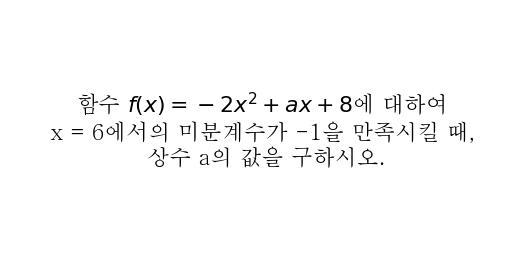 함수 f(x) = -2x² + ax + 8에 대하여
x = 6에서의 미분계수가 -1을 만족시킬 때,
상수 a의 값을 구하시오.